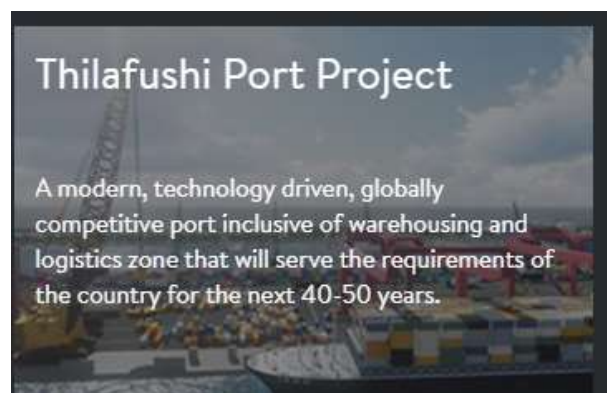 Thilafushi Port Project
A modern, technology driven, globally
competitive port inclusive of warehousing and
logistics zone that will serve the requirements of
the country for the next 40-50 years.